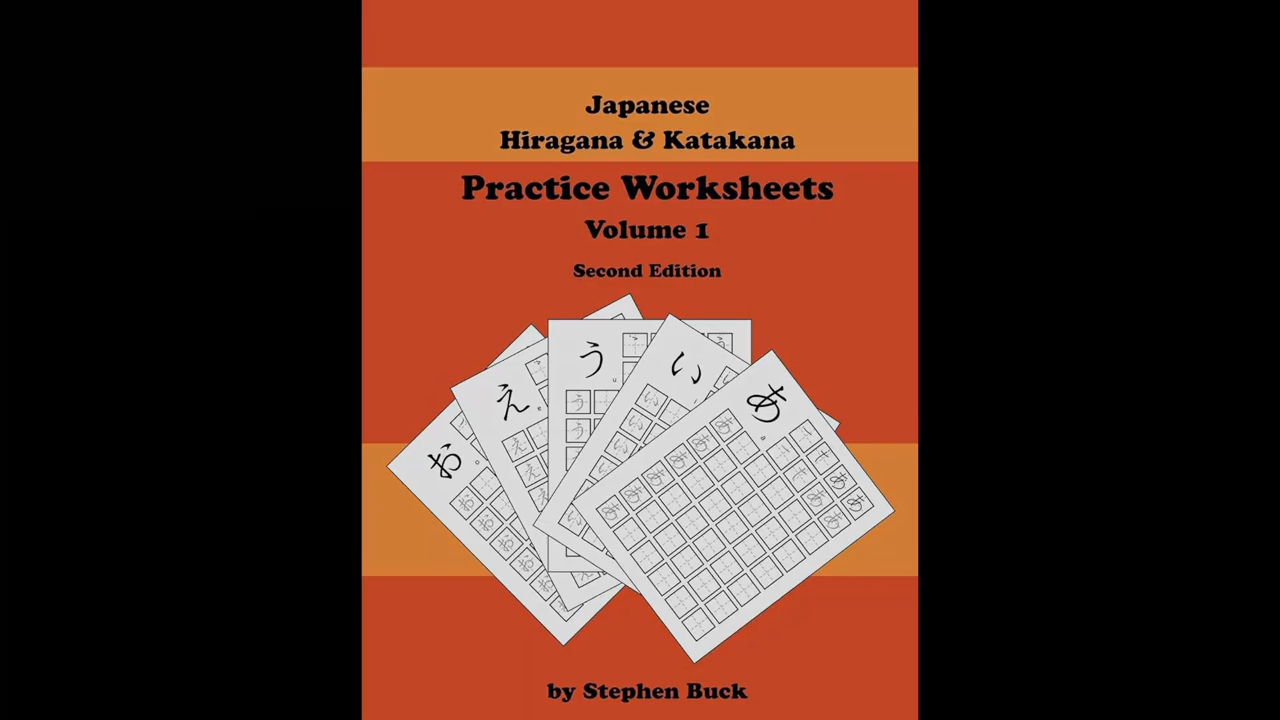 Japanese
Hiragana & Katakana
Practice Worksheets
Volume 1
Second Edition
お
え
う
い
あ
by Stephen Buck